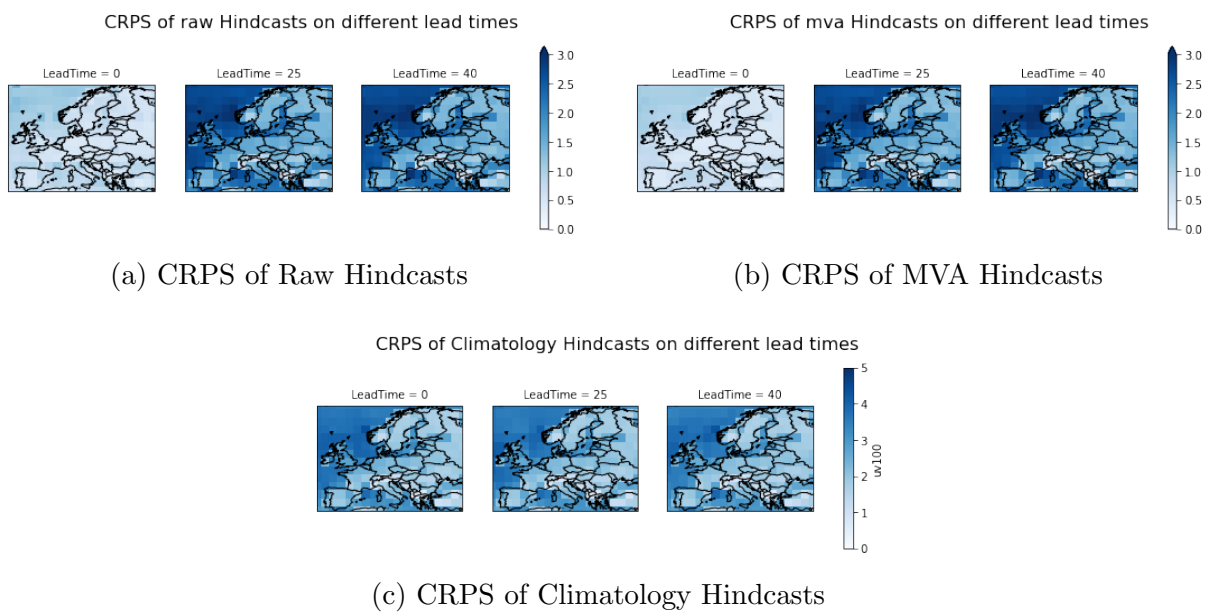 CRPS of raw Hindcasts on different lead times
LeadTime = 0
LeadTime = 25
LeadTime = 40
3.0
2.5
2.0
1.5
1.0
0.5
0.0
(a) CRPS of Raw Hindcasts
CRPS of mva Hindcasts on different lead times
LeadTime = 0
LeadTime = 25
LeadTime = 40
3.0
2.5
2.0
1.5
1.0
0.5
0.0
(b) CRPS of MVA Hindcasts
CRPS of Climatology Hindcasts on different lead times
LeadTime = 0
LeadTime = 25
LeadTime = 40
5
4
3
2
1
0
uv100
(c) CRPS of Climatology Hindcasts